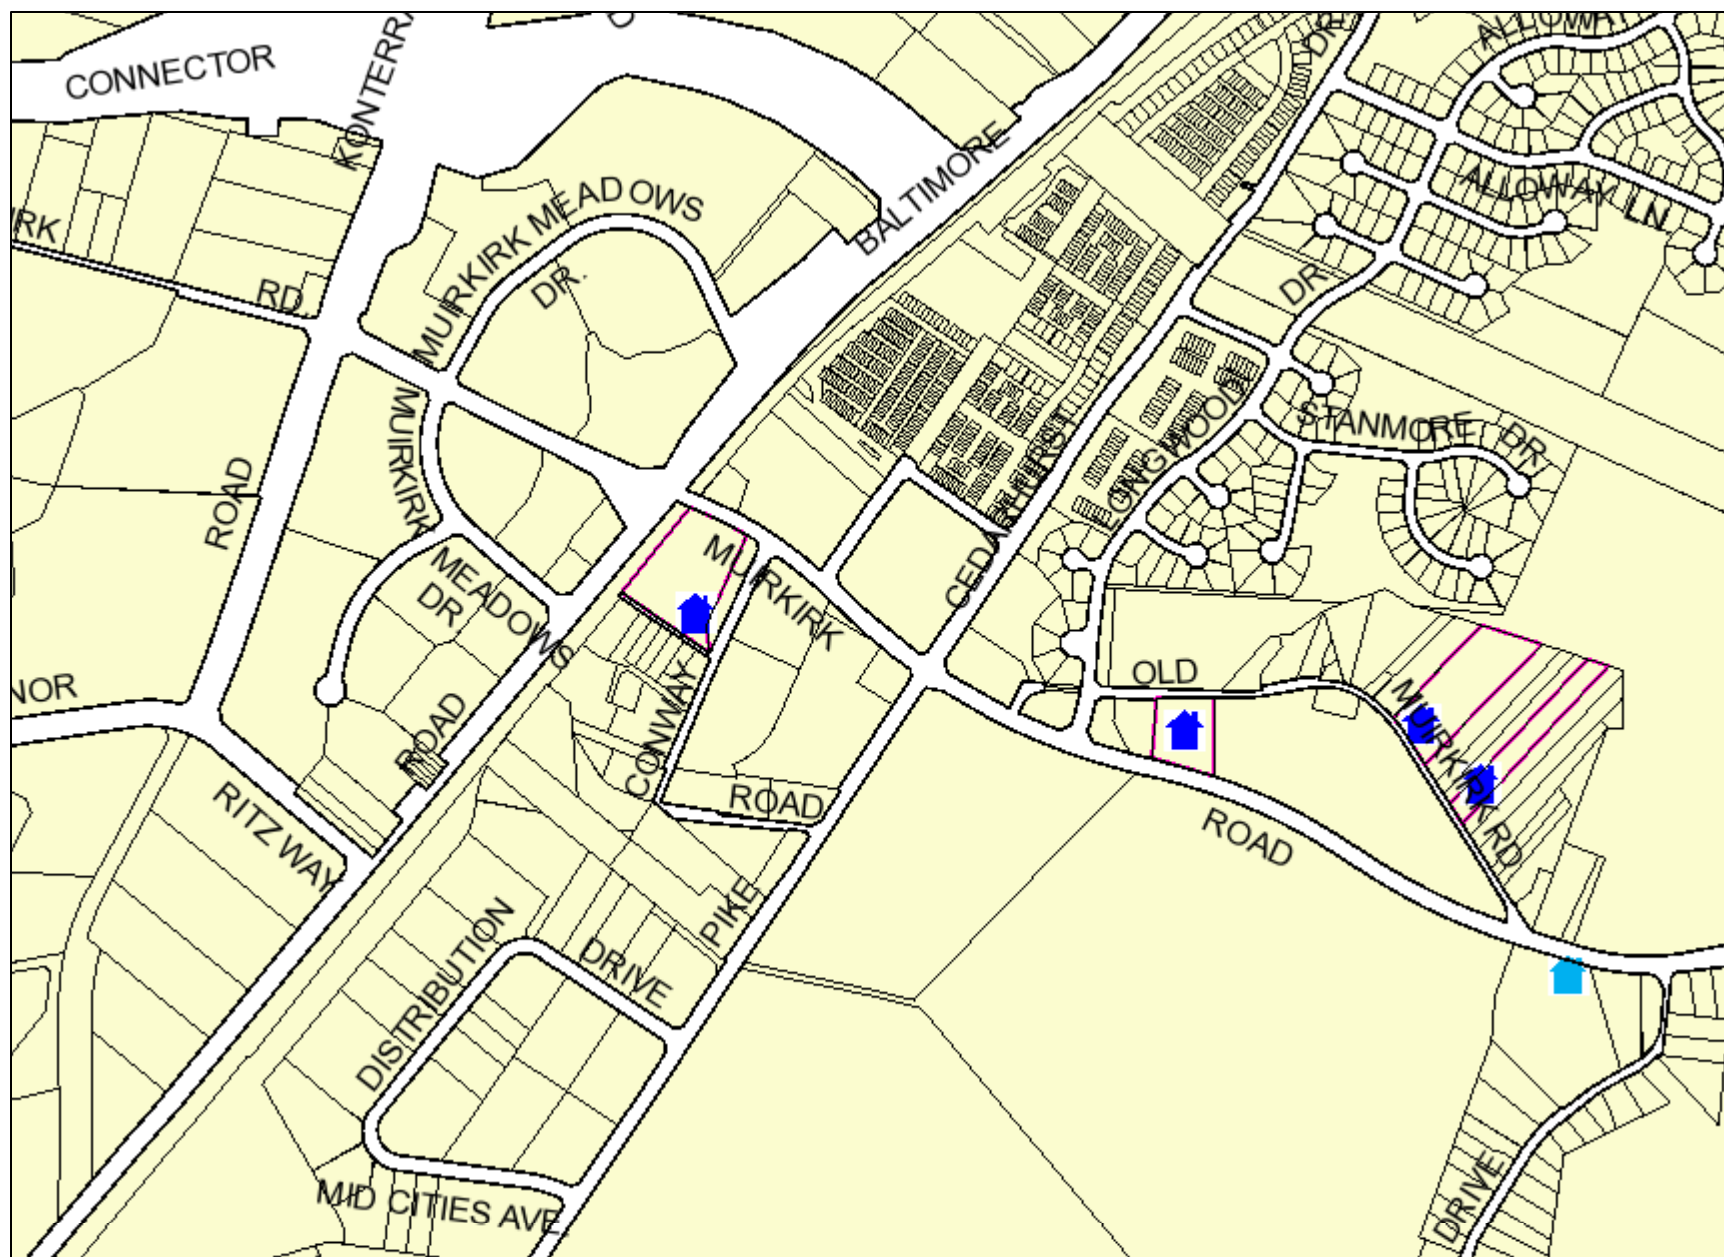 CONNECTOR
KONTERRA
DR
ALLOWAY
BALTIMORE
MUIRKIRK MEADOWS
DR.
ALLOWAY LN
IRK
RD.
DR
MUIRKIRK
LONGWOOD
STANMORE DR
CEDARHURST
ROAD
MEADOWS
DR
MUIRKIRK
OLD
MUIRKIRK RD
NOR
ROAD
CONWAY
ROAD
ROAD
RITZ WAY
PIKE
DISTRIBUTION
DRIVE
MID CITIES AVE
DRIVE